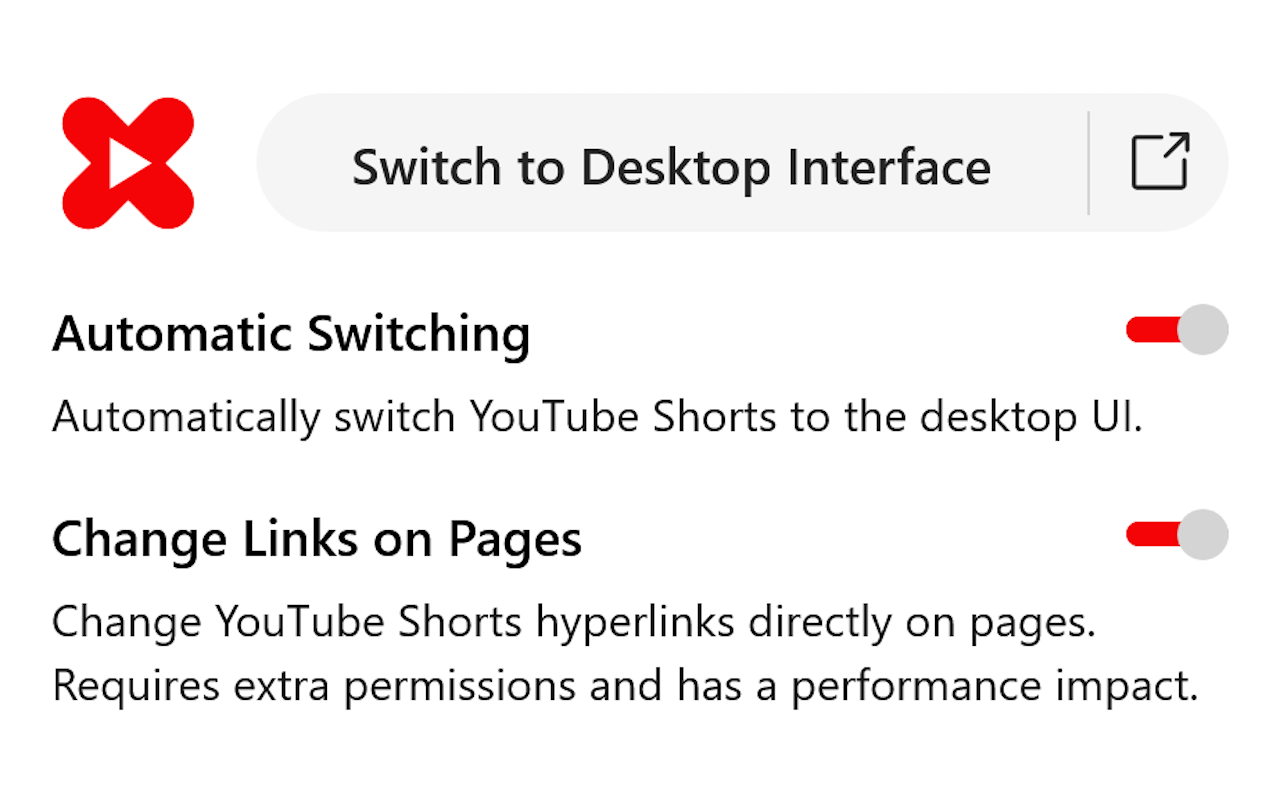 Switch to Desktop Interface
Automatic Switching
Automatically switch YouTube Shorts to the desktop UI.
Change Links on Pages
Change YouTube Shorts hyperlinks directly on pages.
Requires extra permissions and has a performance impact.